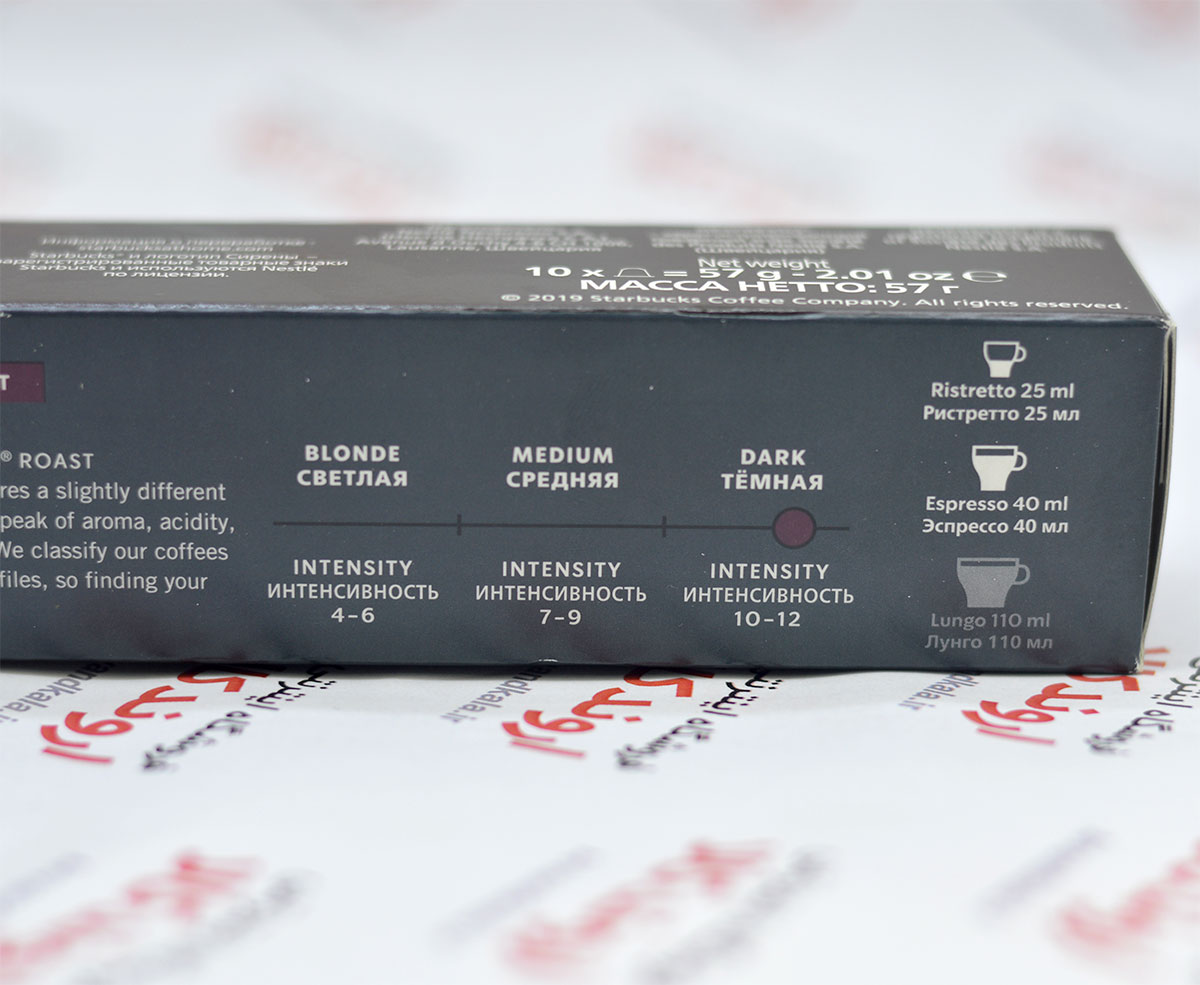 Информация о переработке -
starbucksathome.com
Starbucks® и логотип Сирены –
зарегистрированные товарные знаки
Starbucks и используются Nestlé
по лицензии.
Net weight
10 x = 57 g - 2.01 oz ℮
МАССА НЕТТО: 57 г
© 2019 Starbucks Coffee Company. All rights reserved.
T
® ROAST
res a slightly different
peak of aroma, acidity,
We classify our coffees
files, so finding your
BLONDE
СВЕТЛАЯ
INTENSITY
ИНТЕНСИВНОСТЬ
4-6
MEDIUM
СРЕДНЯЯ
INTENSITY
ИНТЕНСИВНОСТЬ
7-9
DARK
ТЁМНАЯ
INTENSITY
ИНТЕНСИВНОСТЬ
10-12
Ristretto 25 ml
Ристретто 25 мл
Espresso 40 ml
Эспрессо 40 мл
Lungo 110 ml
Лунго 110 мл